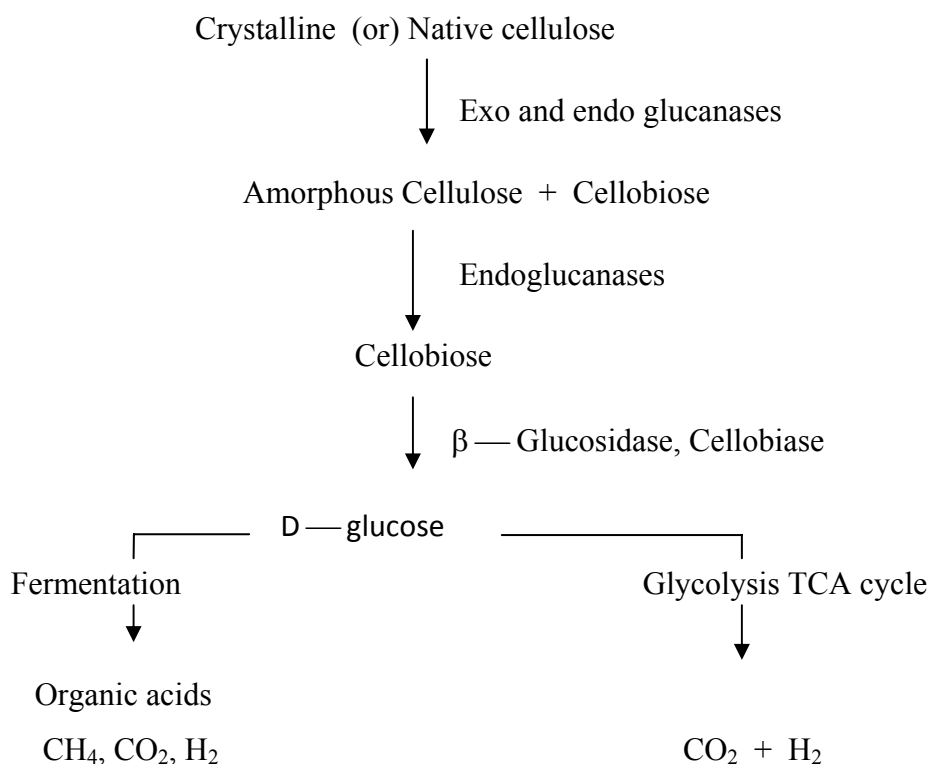 Crystalline (or) Native cellulose
Exo and endo glucanases
Amorphous Cellulose + Cellobiose
Endoglucanases
Cellobiose
β — Glucosidase, Cellobiase
D — glucose
Fermentation
Glycolysis TCA cycle
Organic acids
CH₄, CO₂, H₂
CO₂ + H₂